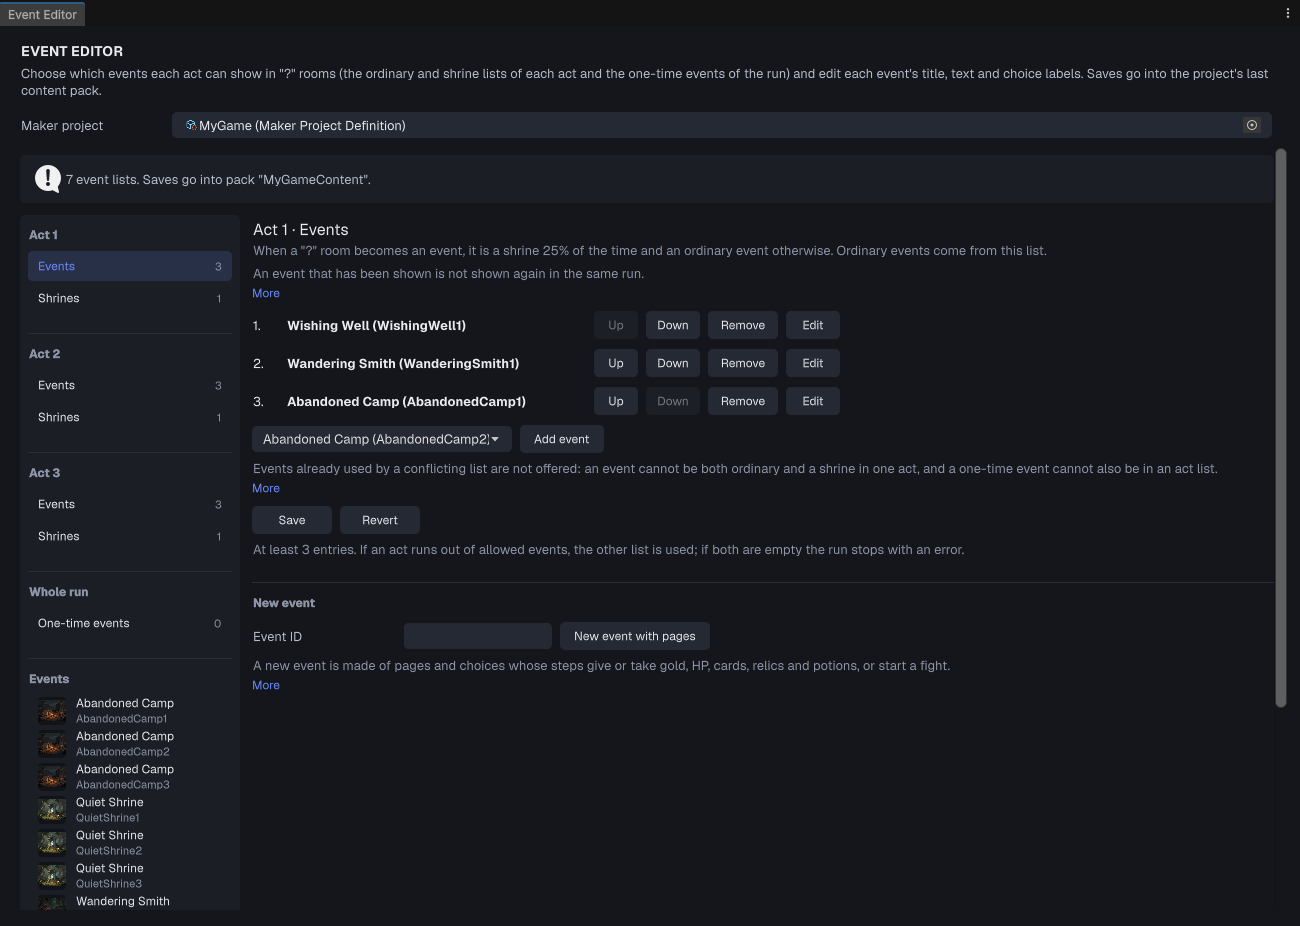 Event Editor
EVENT EDITOR
Choose which events each act can show in "?" rooms (the ordinary and shrine lists of each act and the one-time events of the run) and edit each event's title, text and choice labels. Saves go into the project's last
content pack.
Maker project
MyGame (Maker Project Definition)
7 event lists. Saves go into pack "MyGameContent".
Act 1
Events 3
Shrines 1
Act 2
Events 3
Shrines 1
Act 3
Events 3
Shrines 1
Whole run
One-time events 0
Events
Abandoned Camp
AbandonedCamp1
Abandoned Camp
AbandonedCamp2
Abandoned Camp
AbandonedCamp3
Quiet Shrine
QuietShrine1
Quiet Shrine
QuietShrine2
Quiet Shrine
QuietShrine3
Wandering Smith
Act 1 · Events
When a "?" room becomes an event, it is a shrine 25% of the time and an ordinary event otherwise. Ordinary events come from this list.
An event that has been shown is not shown again in the same run.
More
1. Wishing Well (WishingWell1) Up Down Remove Edit
2. Wandering Smith (WanderingSmith1) Up Down Remove Edit
3. Abandoned Camp (AbandonedCamp1) Up Down Remove Edit
Abandoned Camp (AbandonedCamp2) Add event
Events already used by a conflicting list are not offered: an event cannot be both ordinary and a shrine in one act, and a one-time event cannot also be in an act list.
More
Save Revert
At least 3 entries. If an act runs out of allowed events, the other list is used; if both are empty the run stops with an error.
New event
Event ID New event with pages
A new event is made of pages and choices whose steps give or take gold, HP, cards, relics and potions, or start a fight.
More